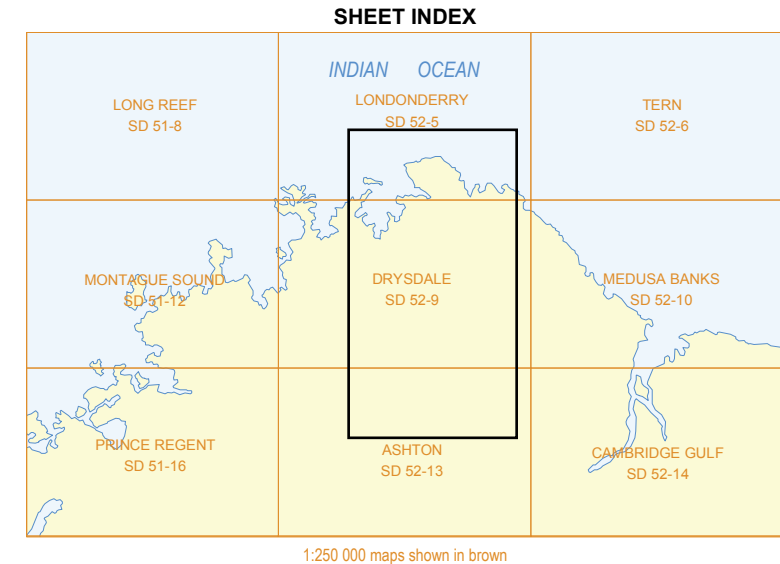 SHEET INDEX
INDIAN OCEAN
LONG REEF
SD 51-8
LONDONDERRY
SD 52-5
TERN
SD 52-6
MONTAGUE SOUND
SD 51-12
DRYSDALE
SD 52-9
MEDUSA BANKS
SD 52-10
PRINCE REGENT
SD 51-16
ASHTON
SD 52-13
CAMBRIDGE GULF
SD 52-14
1:250 000 maps shown in brown